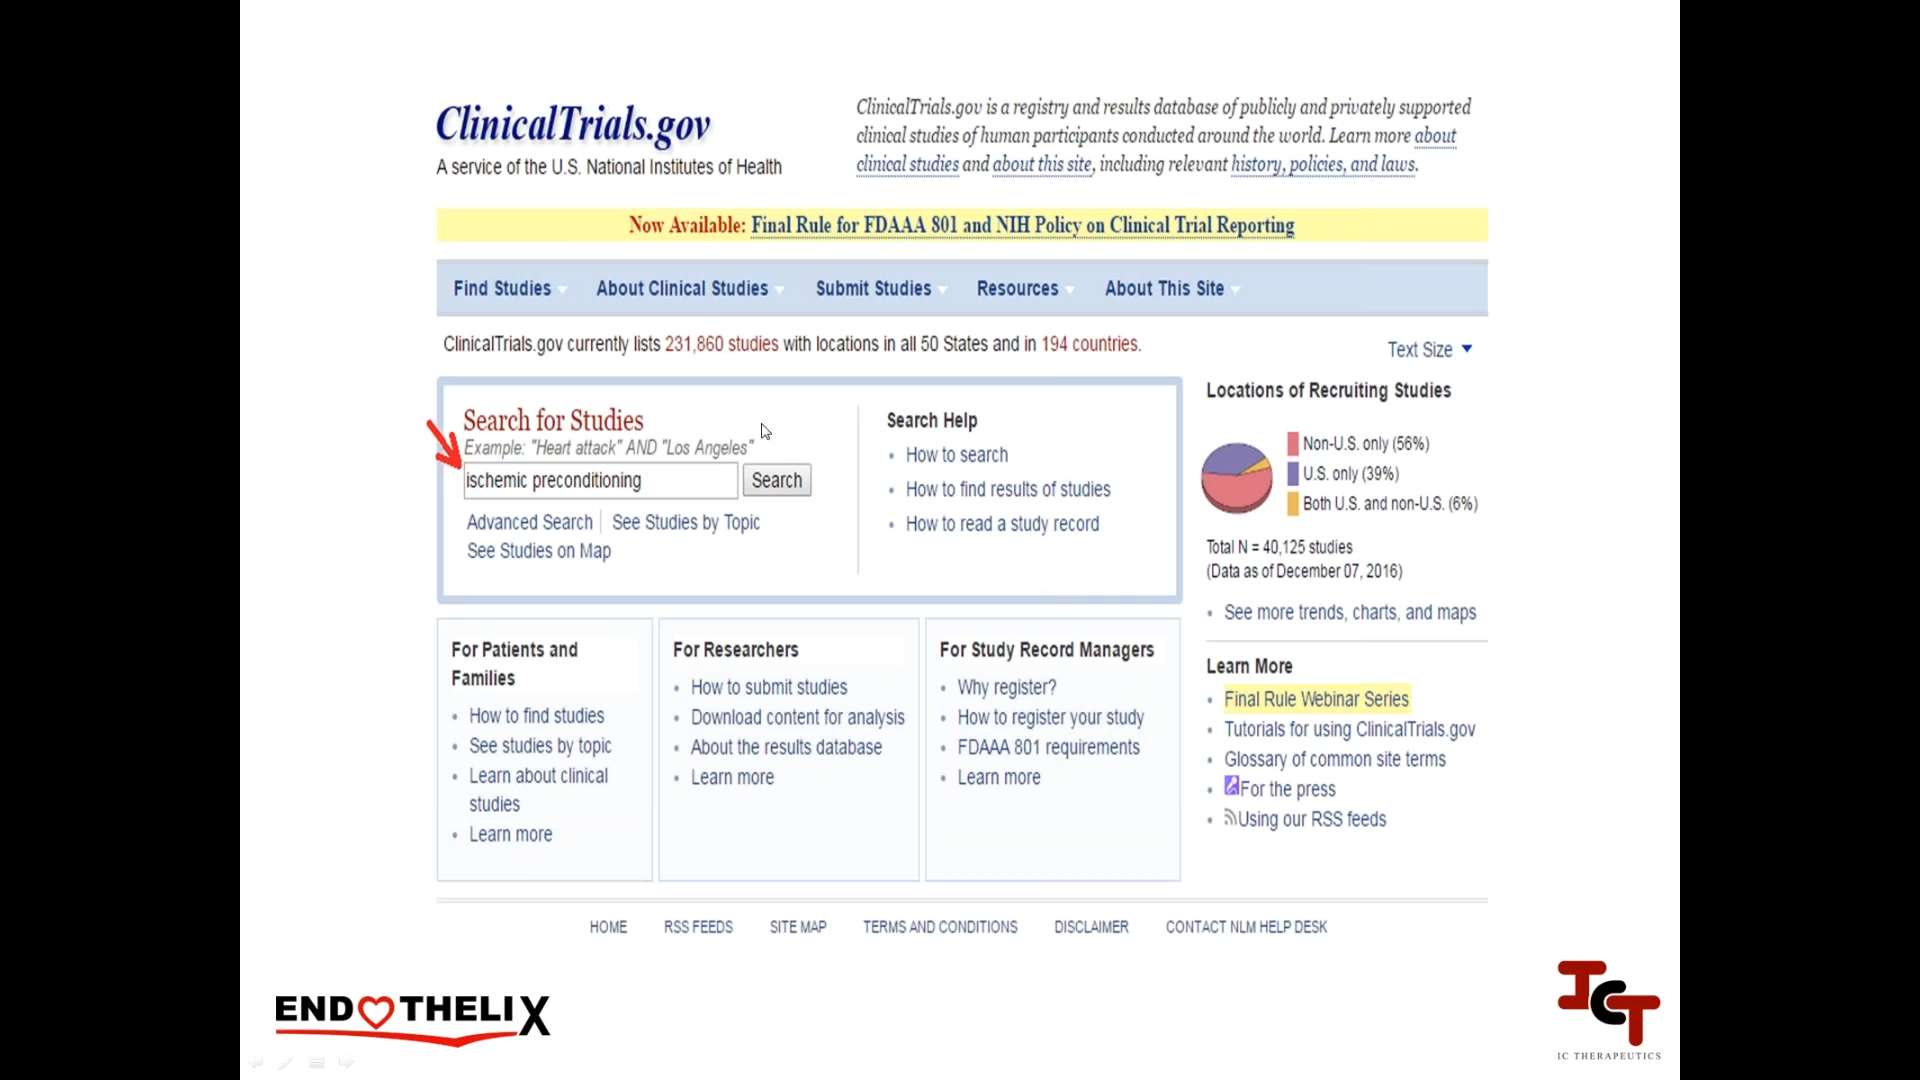 ClinicalTrials.gov
A service of the U.S. National Institutes of Health
ClinicalTrials.gov is a registry and results database of publicly and privately supported
clinical studies of human participants conducted around the world. Learn more about
clinical studies and about this site, including relevant history, policies, and laws.
Now Available: Final Rule for FDAAA 801 and NIH Policy on Clinical Trial Reporting
Find Studies About Clinical Studies Submit Studies Resources About This Site
ClinicalTrials.gov currently lists 231,860 studies with locations in all 50 States and in 194 countries.
Text Size
Search for Studies
Example: "Heart attack" AND "Los Angeles"
ischemic preconditioning Search
Advanced Search See Studies by Topic
See Studies on Map
Search Help
How to search
How to find results of studies
How to read a study record
Locations of Recruiting Studies
Non-U.S. only (56%)
U.S. only (39%)
Both U.S. and non-U.S. (6%)
Total N = 40,125 studies
(Data as of December 07, 2016)
See more trends, charts, and maps
For Patients and
Families
How to find studies
See studies by topic
Learn about clinical
studies
Learn more
For Researchers
How to submit studies
Download content for analysis
About the results database
Learn more
For Study Record Managers
Why register?
How to register your study
FDAAA 801 requirements
Learn more
Learn More
Final Rule Webinar Series
Tutorials for using ClinicalTrials.gov
Glossary of common site terms
For the press
Using our RSS feeds
HOME RSS FEEDS SITE MAP TERMS AND CONDITIONS DISCLAIMER CONTACT NLM HELP DESK
ENDOTHELIX
ICT
IC THERAPEUTICS